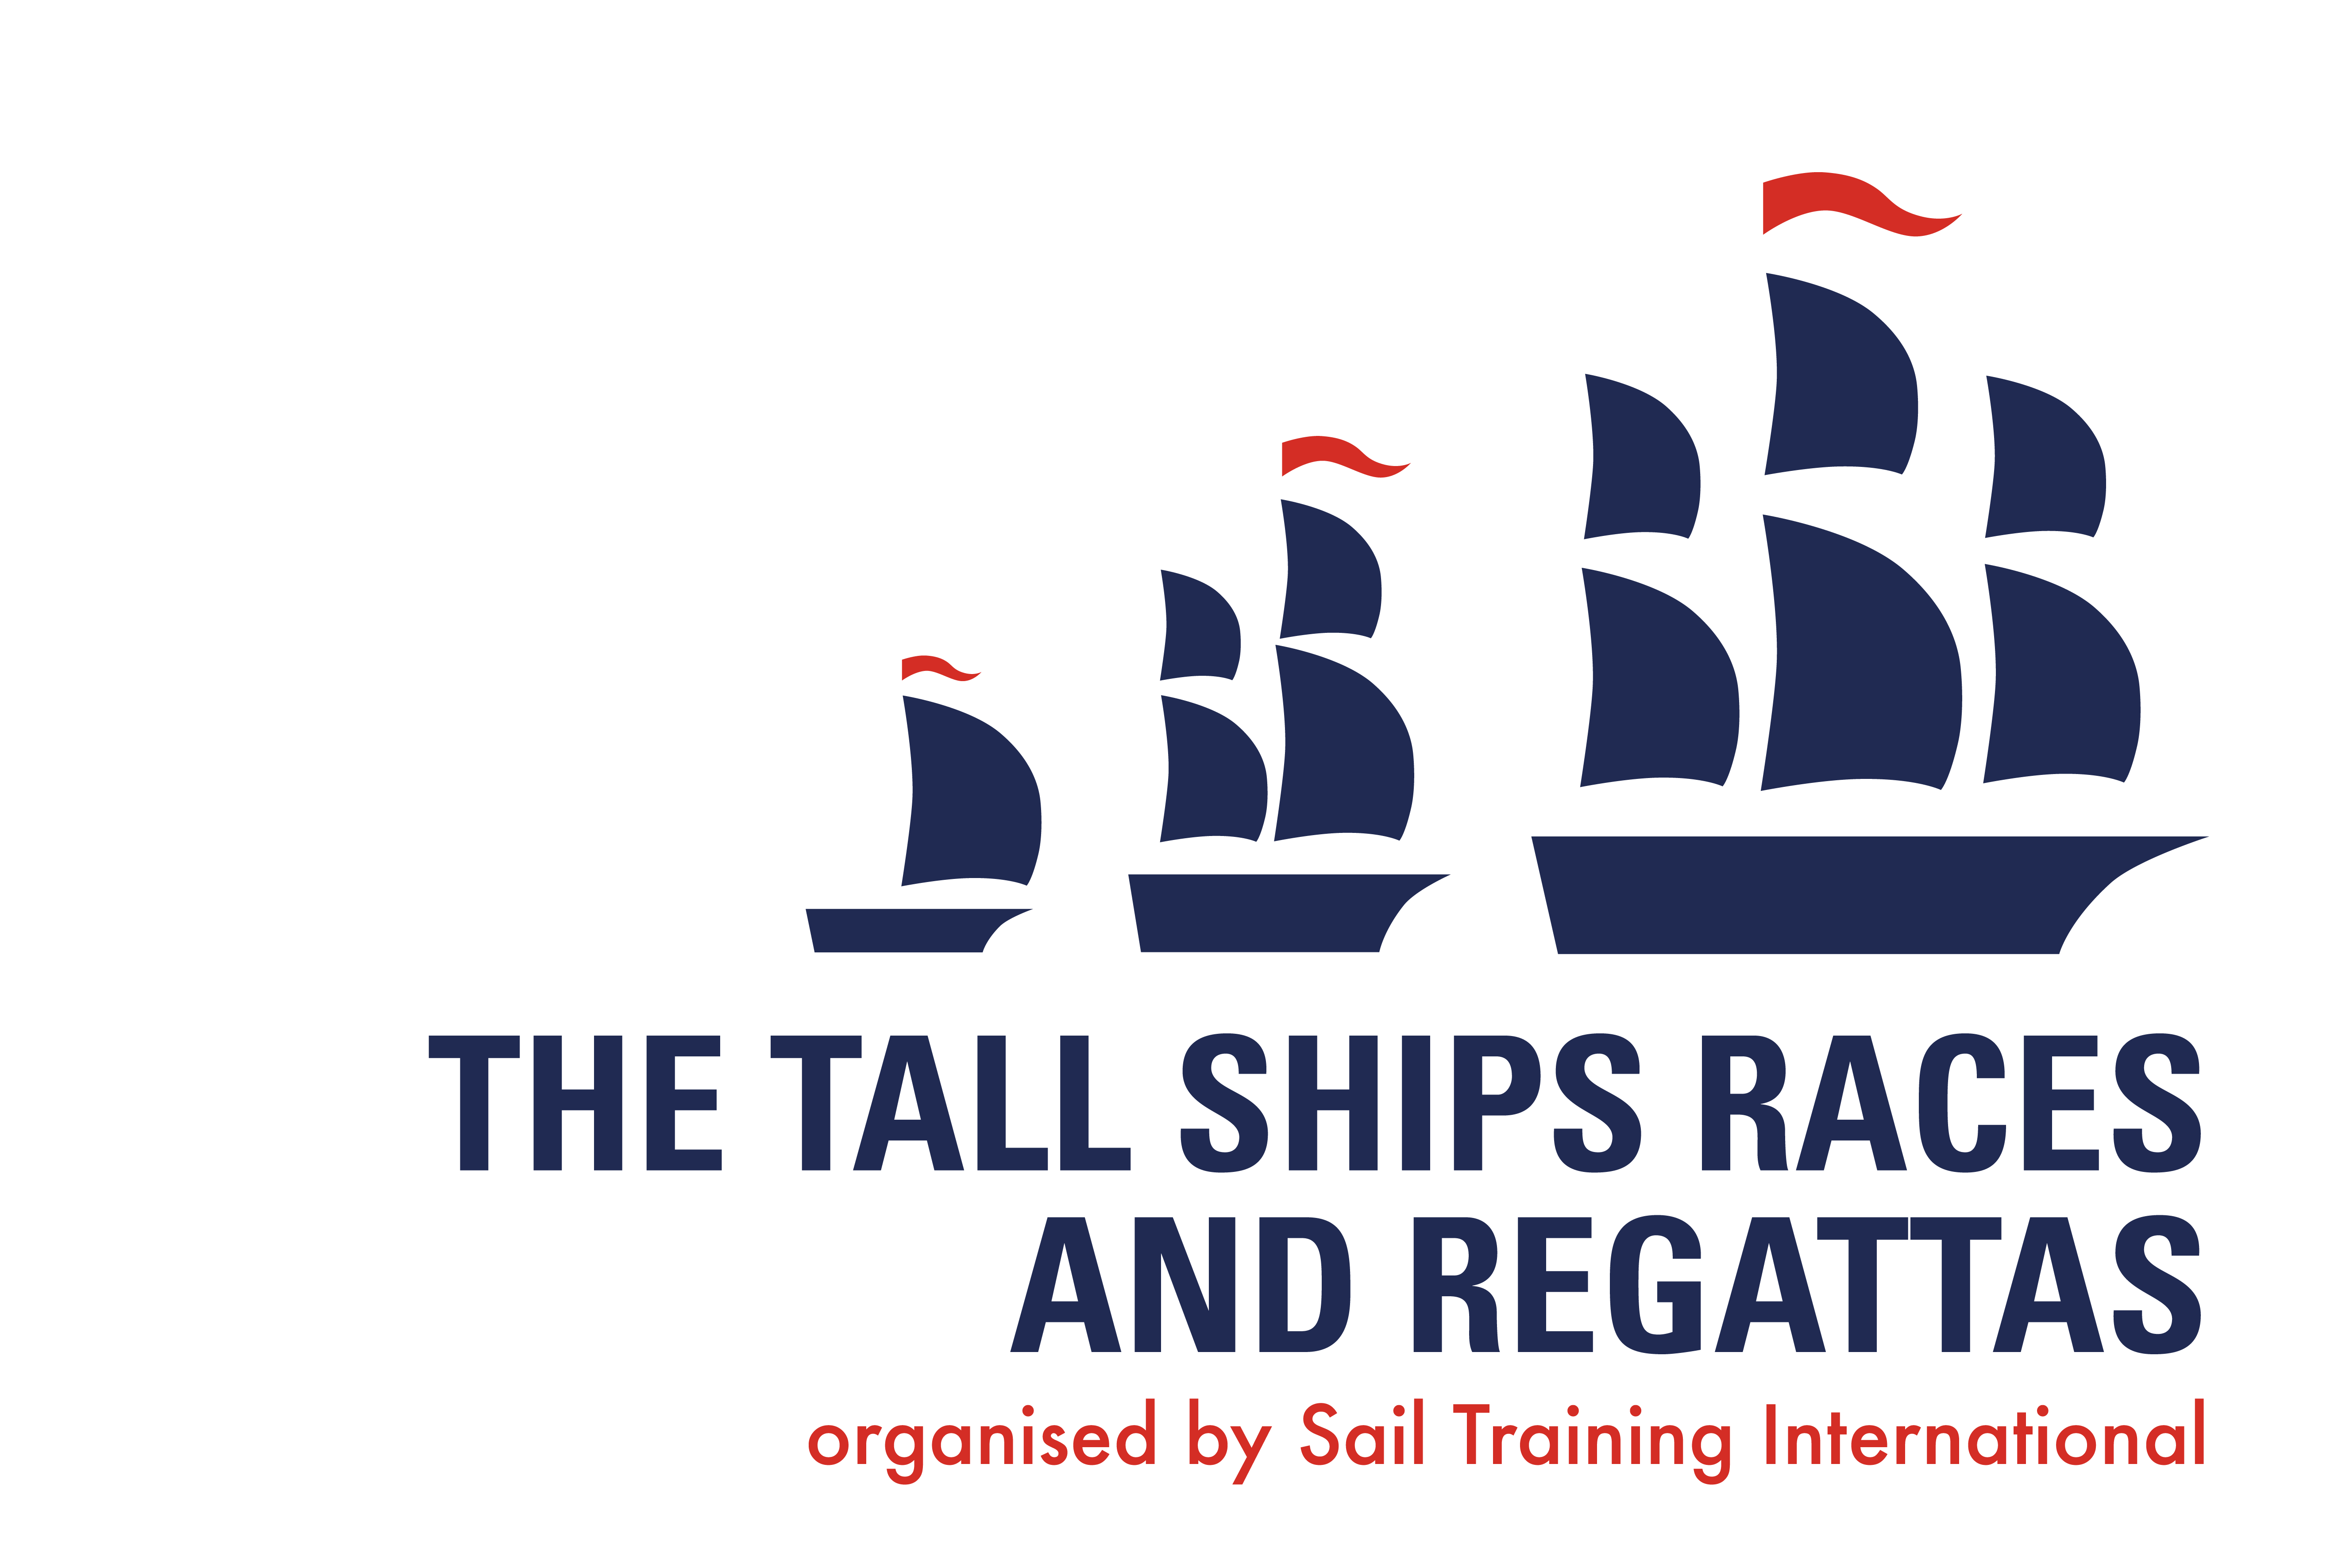 THE TALL SHIPS RACES
AND REGATTAS
organised by Sail Training International